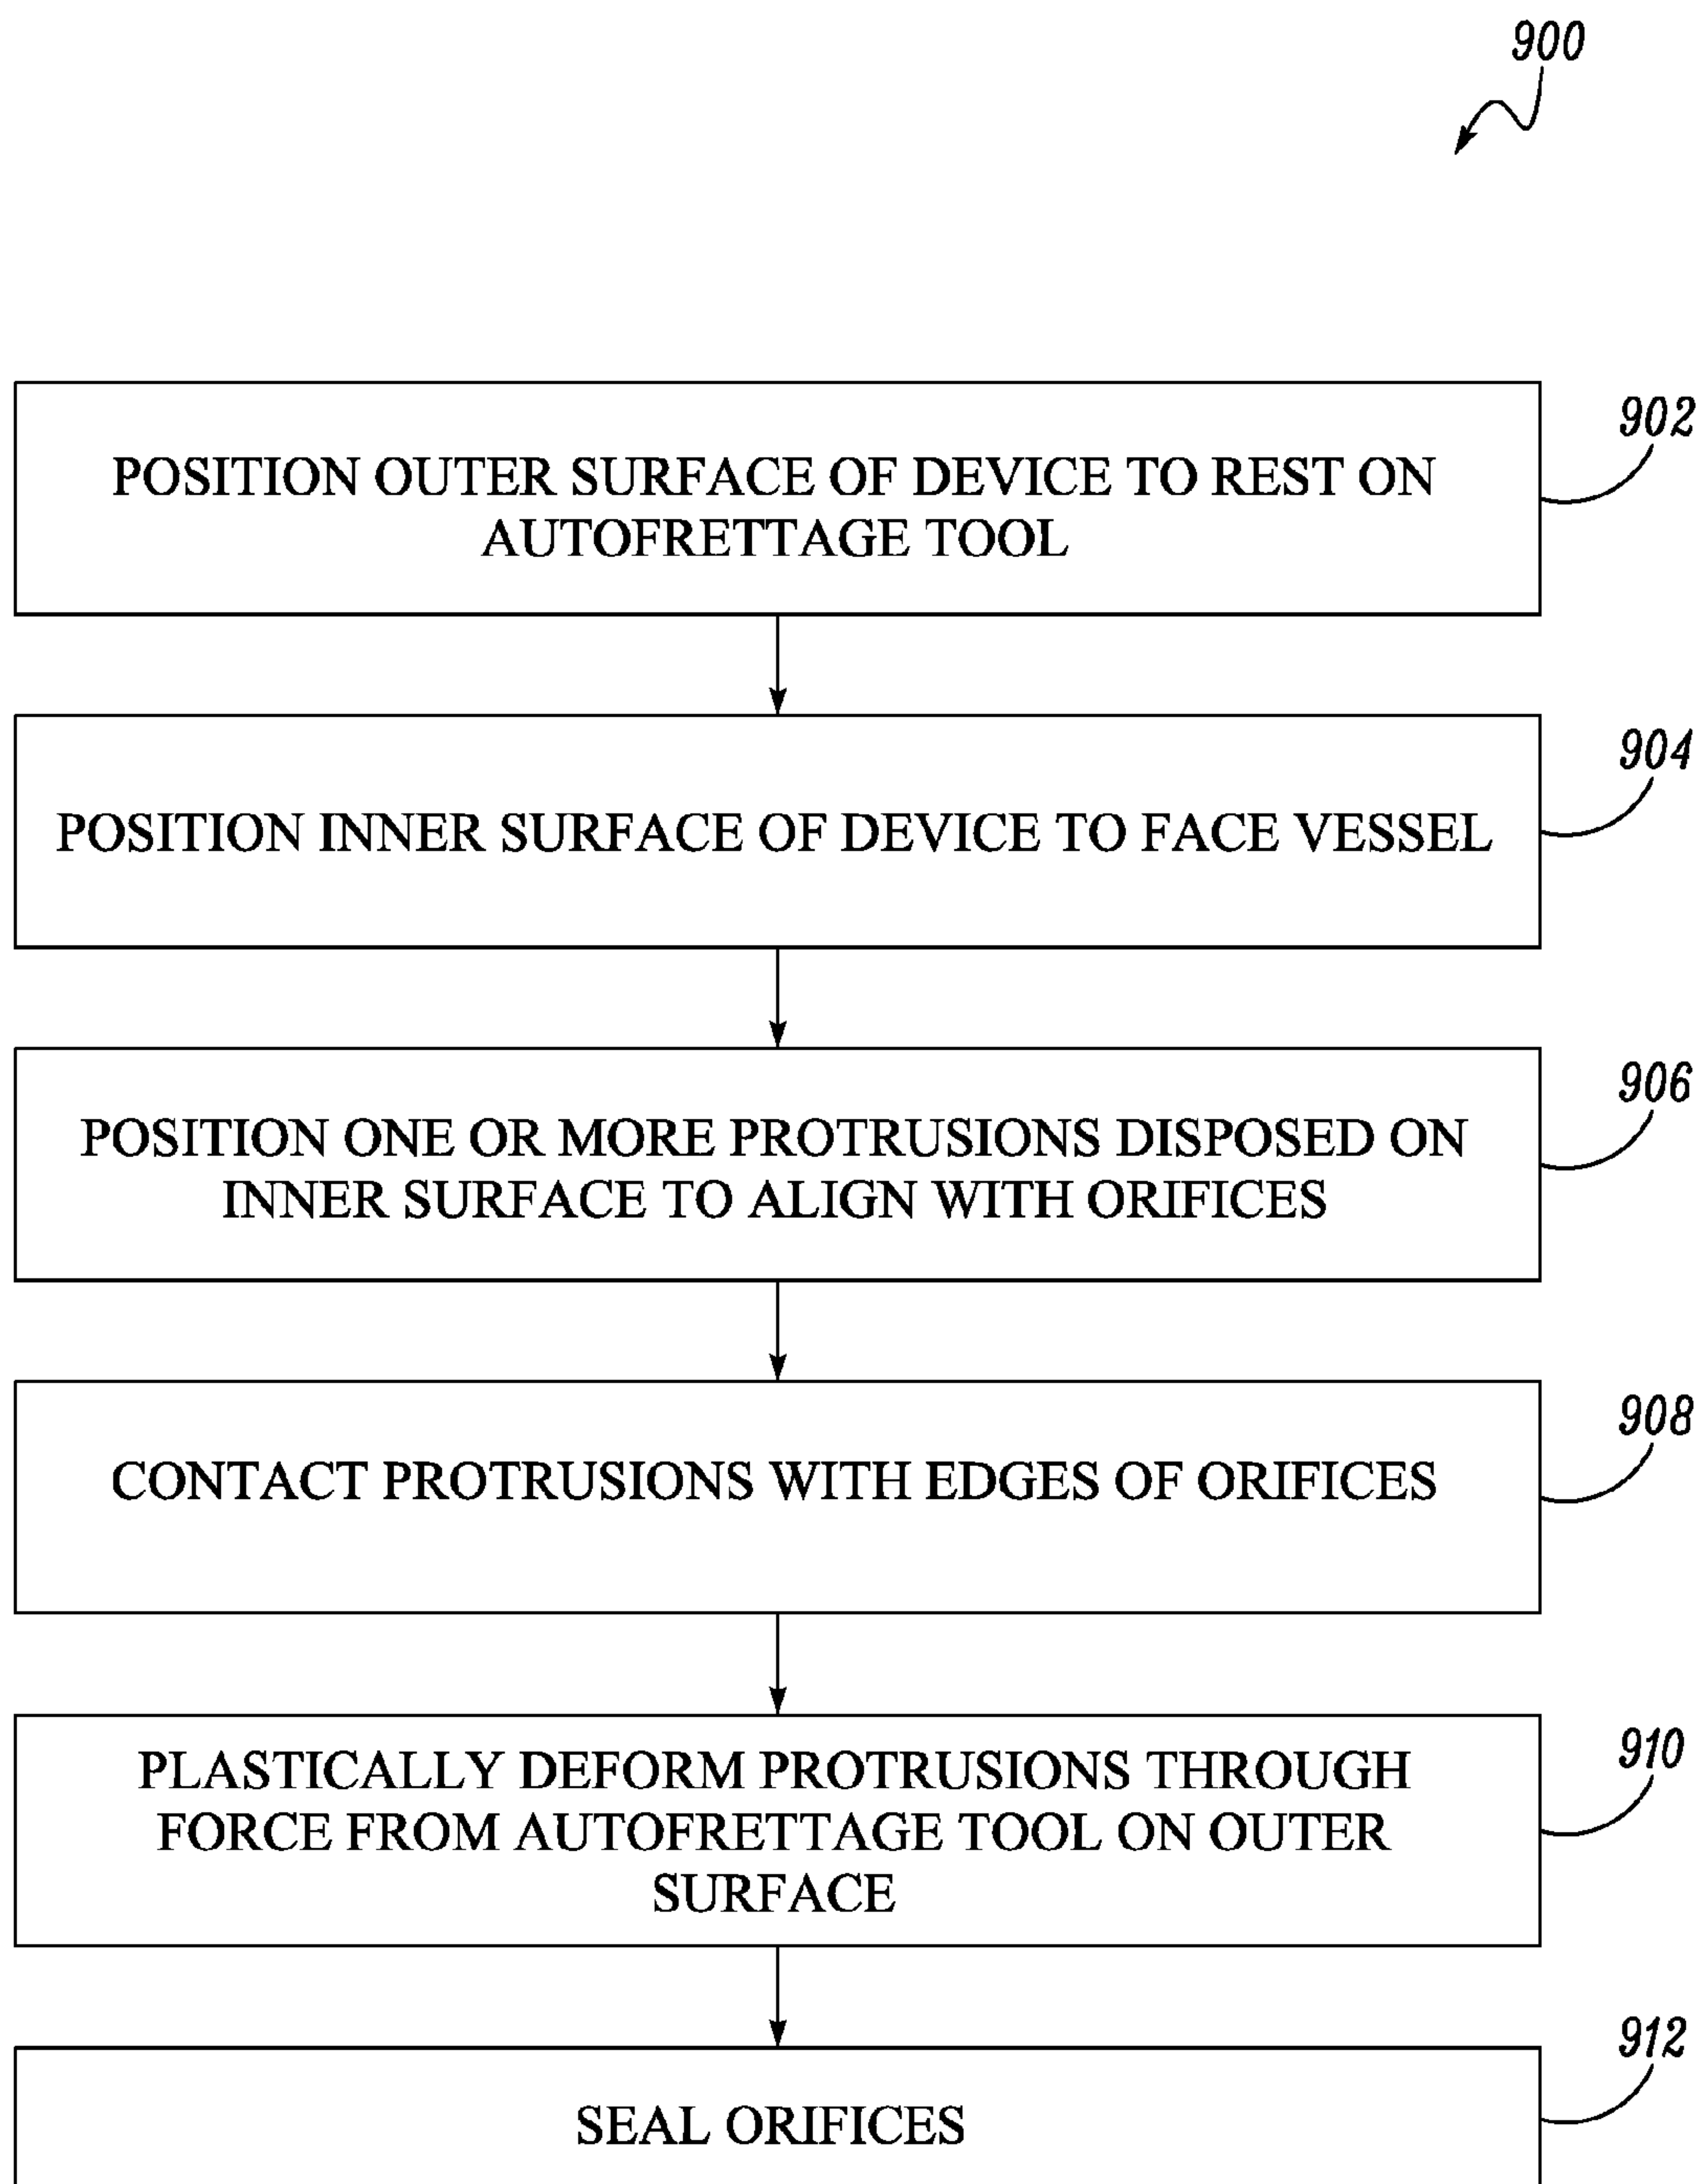 900
902
POSITION OUTER SURFACE OF DEVICE TO REST ON
AUTOFRETTAGE TOOL
904
POSITION INNER SURFACE OF DEVICE TO FACE VESSEL
906
POSITION ONE OR MORE PROTRUSIONS DISPOSED ON
INNER SURFACE TO ALIGN WITH ORIFICES
908
CONTACT PROTRUSIONS WITH EDGES OF ORIFICES
910
PLASTICALLY DEFORM PROTRUSIONS THROUGH
FORCE FROM AUTOFRETTAGE TOOL ON OUTER
SURFACE
912
SEAL ORIFICES